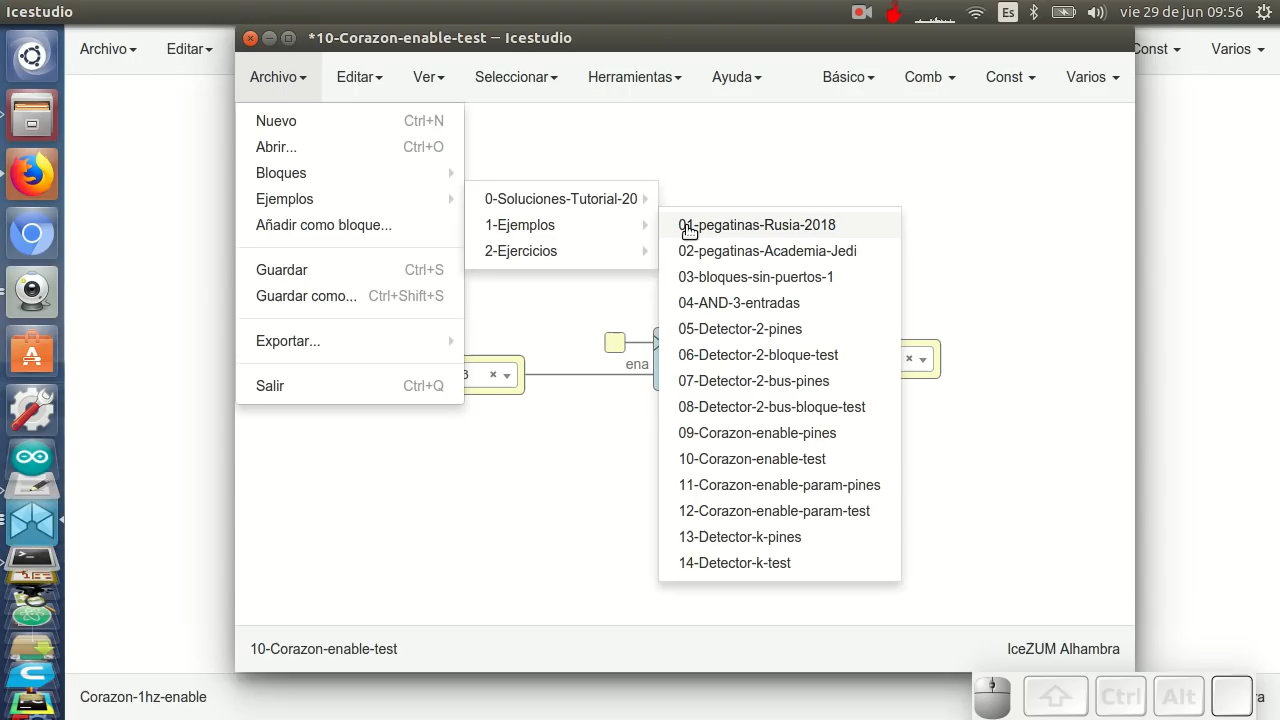 Icestudio
Es
vie 29 de jun 09:56
Archivo
Editar
Const
Varios
*10-Corazon-enable-test – Icestudio
Archivo
Editar
Ver
Seleccionar
Herramientas
Ayuda
Básico
Comb
Const
Varios
Nuevo Ctrl+N
Abrir... Ctrl+O
Bloques
Ejemplos
Añadir como bloque...
Guardar Ctrl+S
Guardar como... Ctrl+Shift+S
Exportar...
Salir Ctrl+Q
0-Soluciones-Tutorial-20
1-Ejemplos
2-Ejercicios
01-pegatinas-Rusia-2018
02-pegatinas-Academia-Jedi
03-bloques-sin-puertos-1
04-AND-3-entradas
05-Detector-2-pines
06-Detector-2-bloque-test
07-Detector-2-bus-pines
08-Detector-2-bus-bloque-test
09-Corazon-enable-pines
10-Corazon-enable-test
11-Corazon-enable-param-pines
12-Corazon-enable-param-test
13-Detector-k-pines
14-Detector-k-test
ena
10-Corazon-enable-test
IceZUM Alhambra
Corazon-1hz-enable
Ctrl
Alt